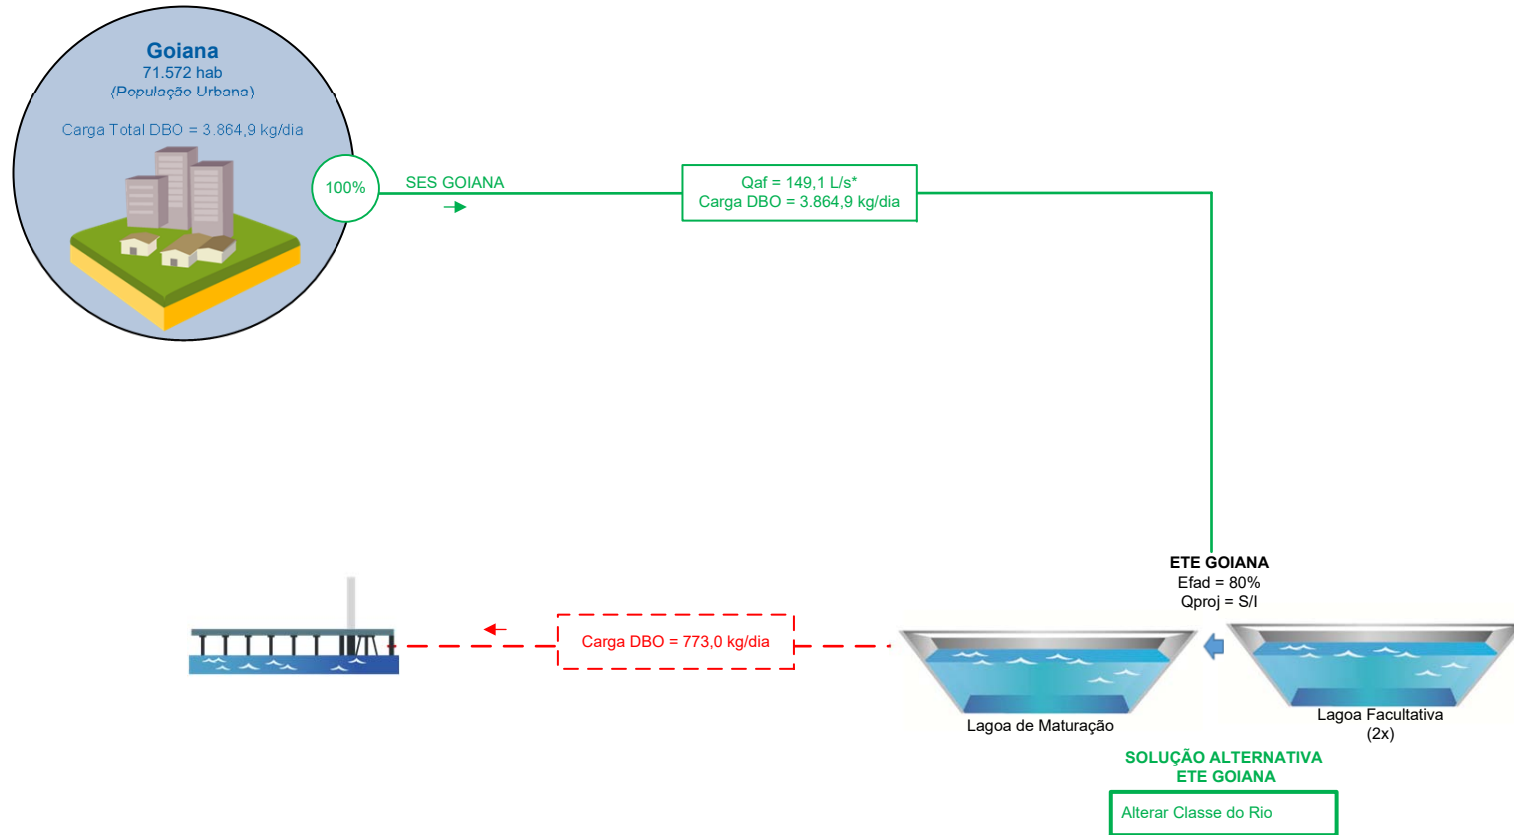 Goiana
71.572 hab
(População Urbana)
Carga Total DBO = 3.864,9 kg/dia
100%
SES GOIANA
Qaf = 149,1 L/s*
Carga DBO = 3.864,9 kg/dia
ETE GOIANA
Efad = 80%
Qproj = S/I
Carga DBO = 773,0 kg/dia
Lagoa de Maturação
Lagoa Facultativa
(2x)
SOLUÇÃO ALTERNATIVA
ETE GOIANA
Alterar Classe do Rio